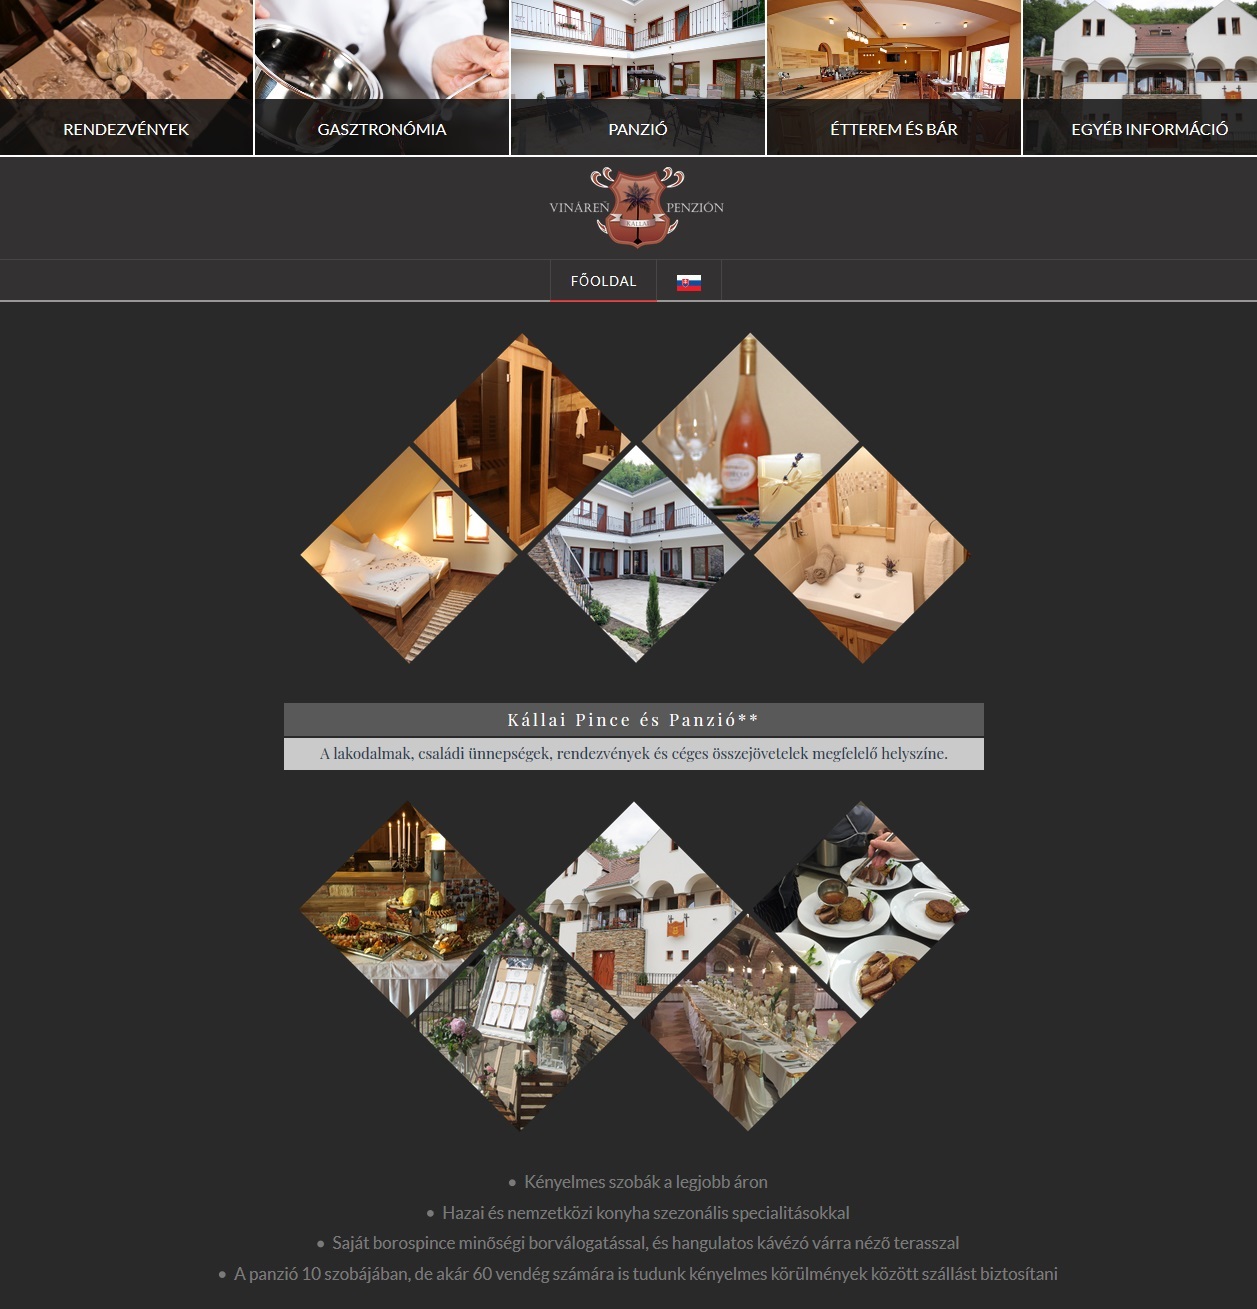 RENDEZVÉNYEK
GASZTRONÓMIA
PANZIÓ
ÉTTEREM ÉS BÁR
EGYÉB INFORMÁCIÓ
VINÁREŇ
PENZIÓN
KÁLLAI
FŐOLDAL
Kállai Pince és Panzió**
A lakodalmak, családi ünnepségek, rendezvények és céges összejövetelek megfelelő helyszíne.
• Kényelmes szobák a legjobb áron
• Hazai és nemzetközi konyha szezonális specialitásokkal
• Saját borospince minőségi borválogatással, és hangulatos kávézó várra néző terasszal
• A panzió 10 szobájában, de akár 60 vendég számára is tudunk kényelmes körülmények között szállást biztosítani